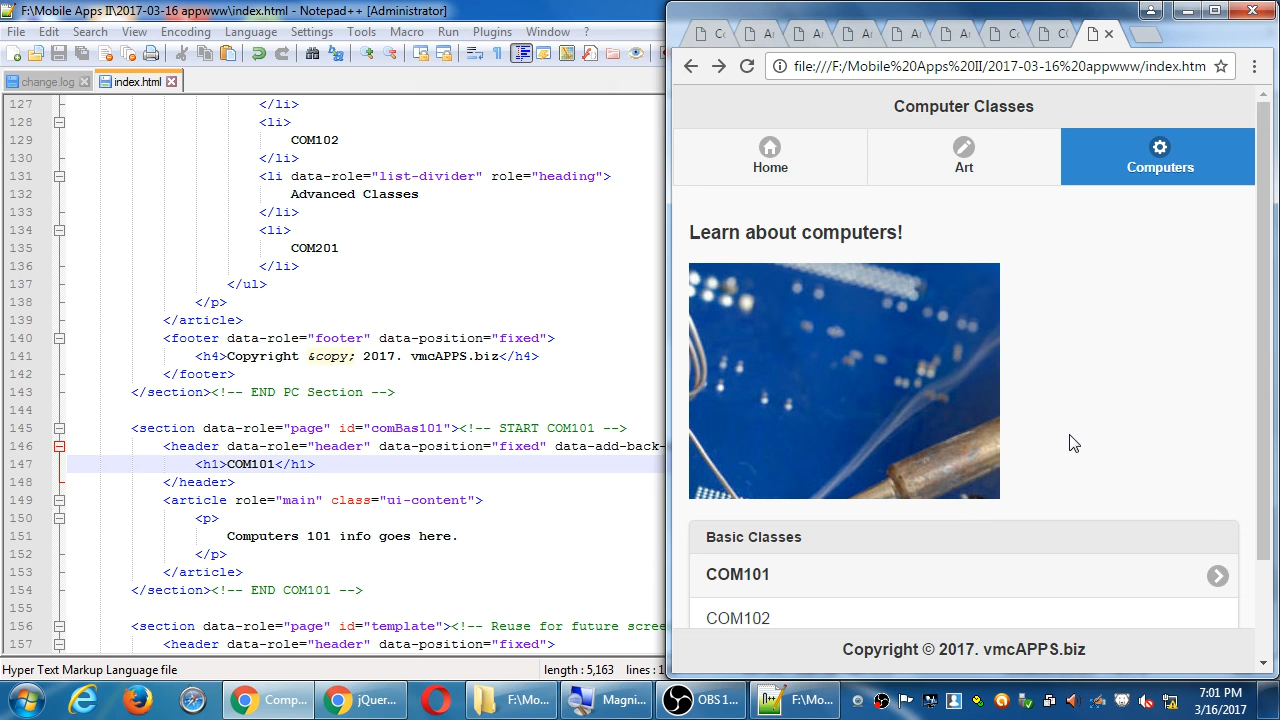 F:\Mobile Apps II\2017-03-16 appwww\index.html - Notepad++ [Administrator]
File Edit Search View Encoding Language Settings Tools Macro Run Plugins Window ?
change.log index.html
127 </li>
128 <li>
129 COM102
130 </li>
131 <li data-role="list-divider" role="heading">
132 Advanced Classes
133 </li>
134 <li>
135 COM201
136 </li>
137 </ul>
138 </p>
139 </article>
140 <footer data-role="footer" data-position="fixed">
141 <h4>Copyright &copy; 2017. vmcAPPS.biz</h4>
142 </footer>
143 </section><!-- END PC Section -->
144
145 <section data-role="page" id="comBas101"><!-- START COM101 -->
146 <header data-role="header" data-position="fixed" data-add-back-
147 <h1>COM101</h1>
148 </header>
149 <article role="main" class="ui-content">
150 <p>
151 Computers 101 info goes here.
152 </p>
153 </article>
154 </section><!-- END COM101 -->
155
156 <section data-role="page" id="template"><!-- Reuse for future scree
157 <header data-role="header" data-position="fixed">
Hyper Text Markup Language file length : 5,163 lines : 1
file:///F:/Mobile%20Apps%20II/2017-03-16%20appwww/index.htm
Computer Classes
Home Art Computers
Learn about computers!
Basic Classes
COM101
COM102
Copyright © 2017. vmcAPPS.biz
Comp... jQuer... F:\Mo... Magni... OBS 1... F:\Mo...
7:01 PM
3/16/2017